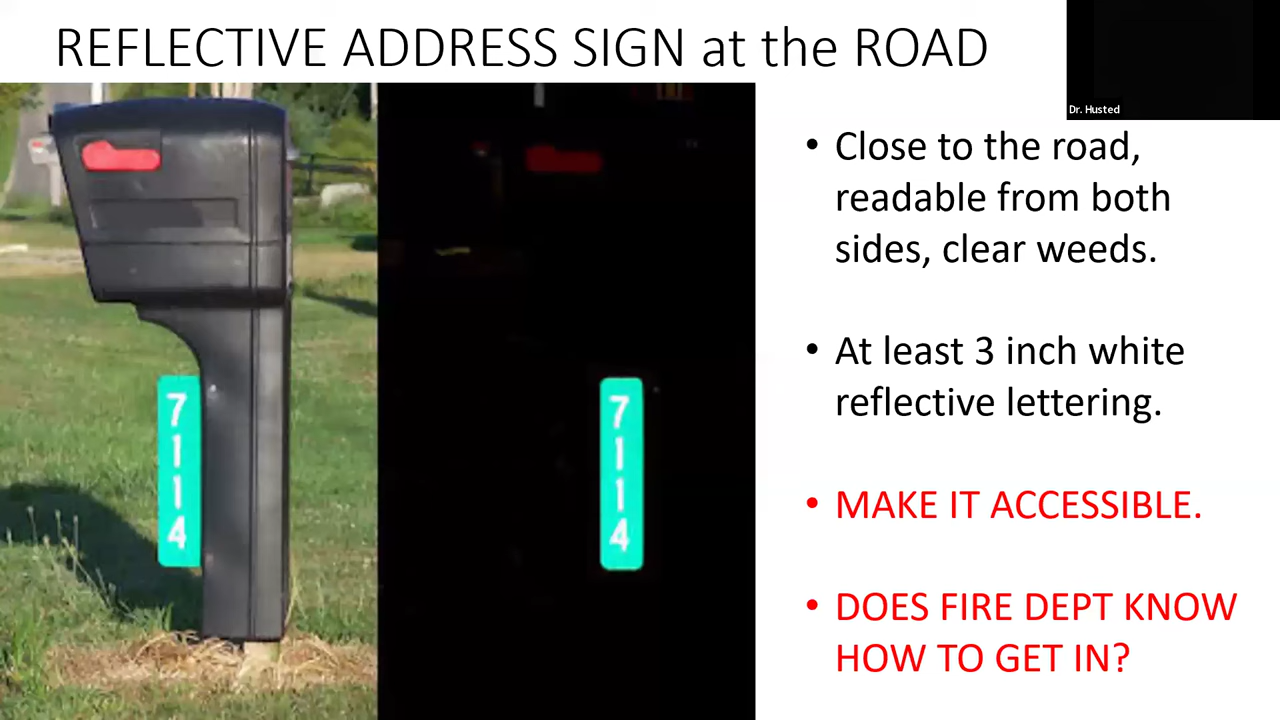 REFLECTIVE ADDRESS SIGN at the ROAD
Dr. Husted
• Close to the road,
readable from both
sides, clear weeds.
• At least 3 inch white
reflective lettering.
• MAKE IT ACCESSIBLE.
• DOES FIRE DEPT KNOW
HOW TO GET IN?
7
1
1
4
7
1
1
4